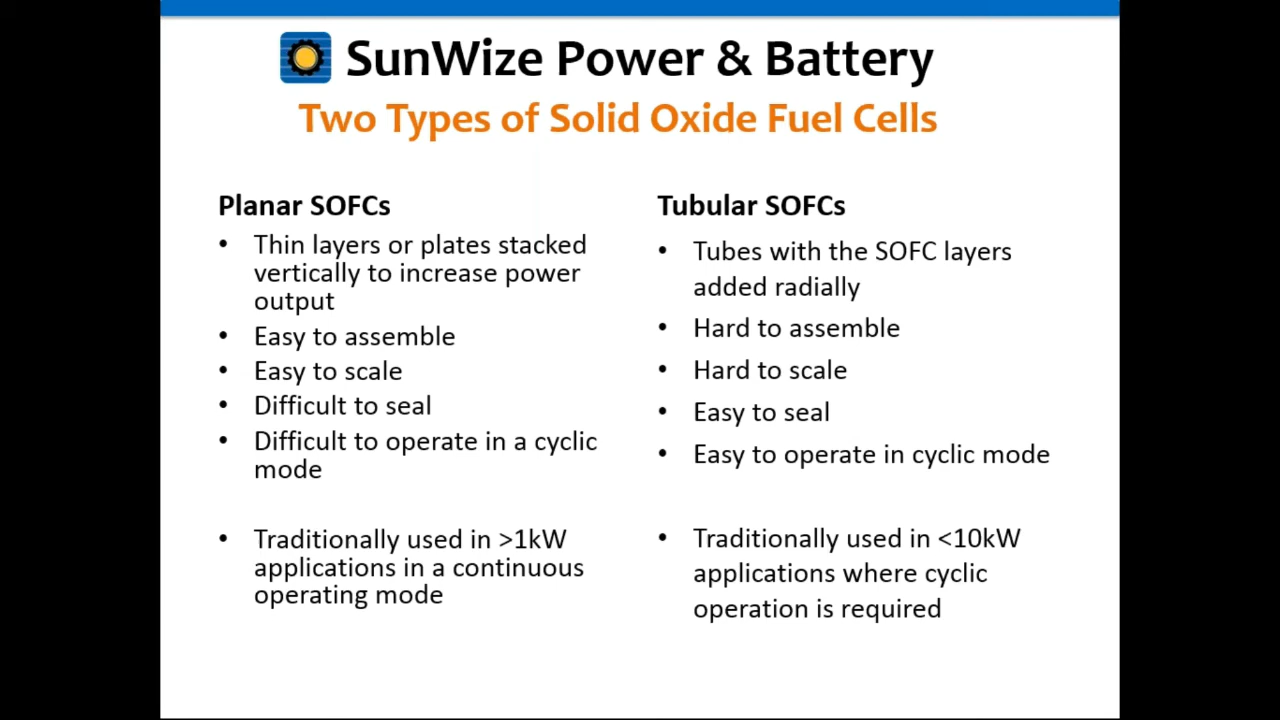 SunWize Power & Battery
Two Types of Solid Oxide Fuel Cells
Planar SOFCs
• Thin layers or plates stacked
vertically to increase power
output
• Easy to assemble
• Easy to scale
• Difficult to seal
• Difficult to operate in a cyclic
mode
• Traditionally used in >1kW
applications in a continuous
operating mode
Tubular SOFCs
• Tubes with the SOFC layers
added radially
• Hard to assemble
• Hard to scale
• Easy to seal
• Easy to operate in cyclic mode
• Traditionally used in <10kW
applications where cyclic
operation is required